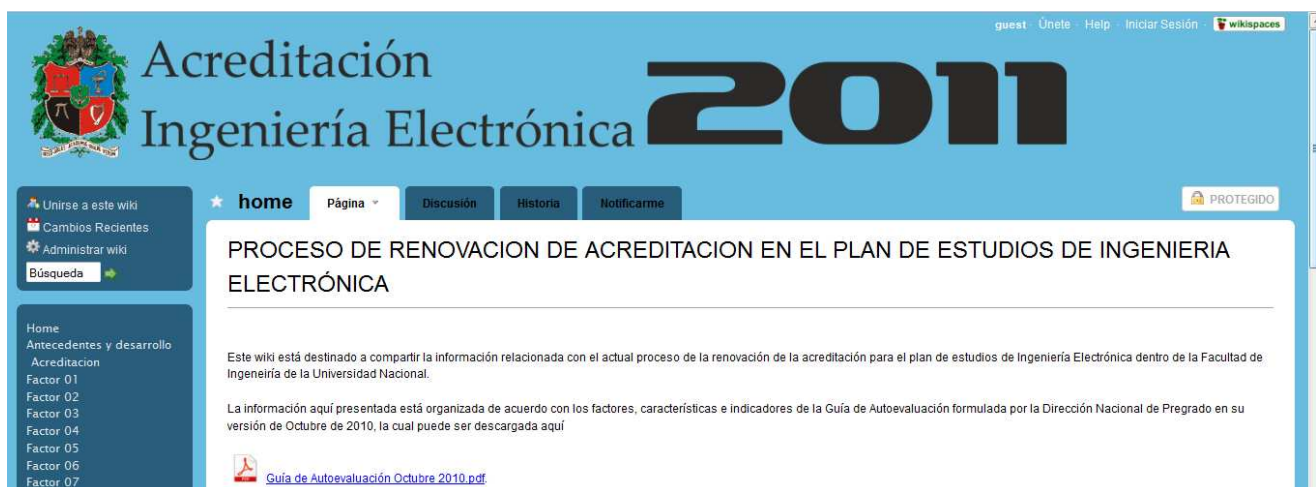 guest · Únete · Help · Iniciar Sesión · wikispaces
Acreditación
Ingeniería Electrónica 2011
Unirse a este wiki
Cambios Recientes
Administrar wiki
Búsqueda
home Página Discusión Historia Notificarme PROTEGIDO
PROCESO DE RENOVACION DE ACREDITACION EN EL PLAN DE ESTUDIOS DE INGENIERIA
ELECTRÓNICA
Home
Antecedentes y desarrollo
Acreditacion
Factor 01
Factor 02
Factor 03
Factor 04
Factor 05
Factor 06
Factor 07
Este wiki está destinado a compartir la información relacionada con el actual proceso de la renovación de la acreditación para el plan de estudios de Ingeniería Electrónica dentro de la Facultad de
Ingeneiría de la Universidad Nacional.
La información aquí presentada está organizada de acuerdo con los factores, características e indicadores de la Guía de Autoevaluación formulada por la Dirección Nacional de Pregrado en su
versión de Octubre de 2010, la cual puede ser descargada aquí
Guía de Autoevaluación Octubre 2010.pdf.